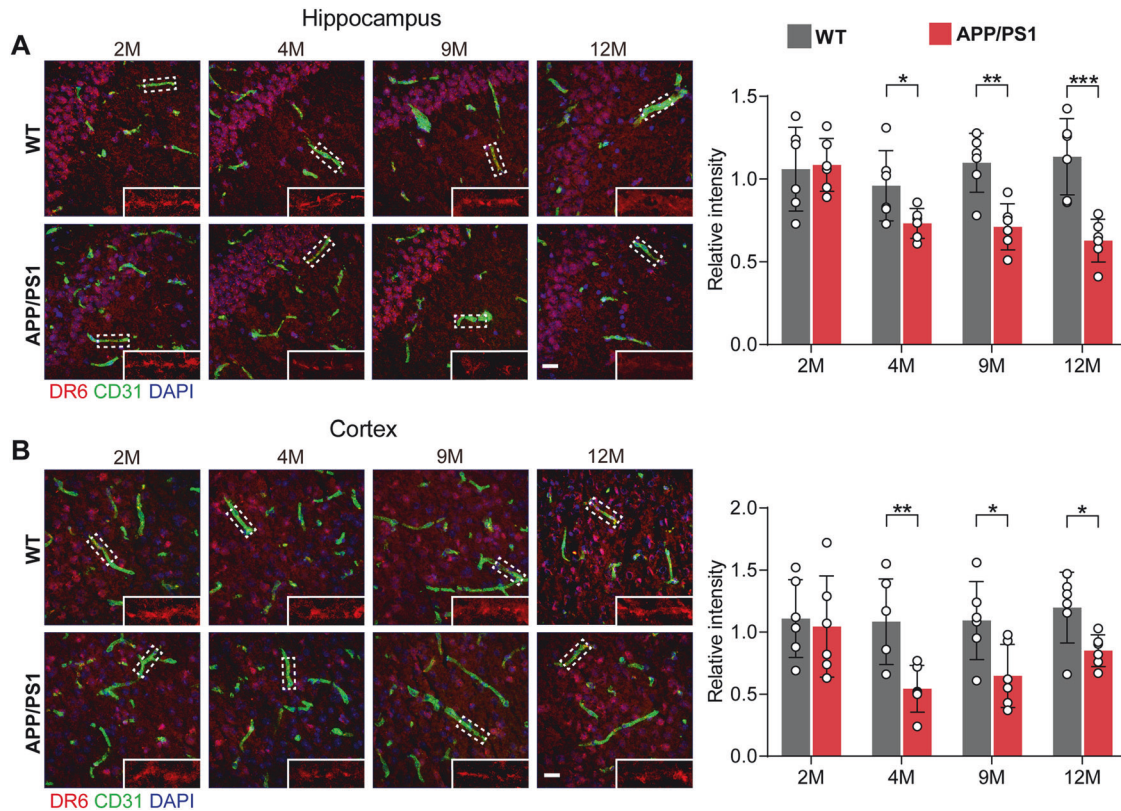 Hippocampus
A
2M 4M 9M 12M
WT
APP/PS1
DR6 CD31 DAPI
WT APP/PS1
* ** ***
Relative intensity
1.5
1.0
0.5
0.0
2M 4M 9M 12M
Cortex
B
2M 4M 9M 12M
WT
APP/PS1
DR6 CD31 DAPI
** * *
Relative intensity
2.0
1.5
1.0
0.5
0.0
2M 4M 9M 12M